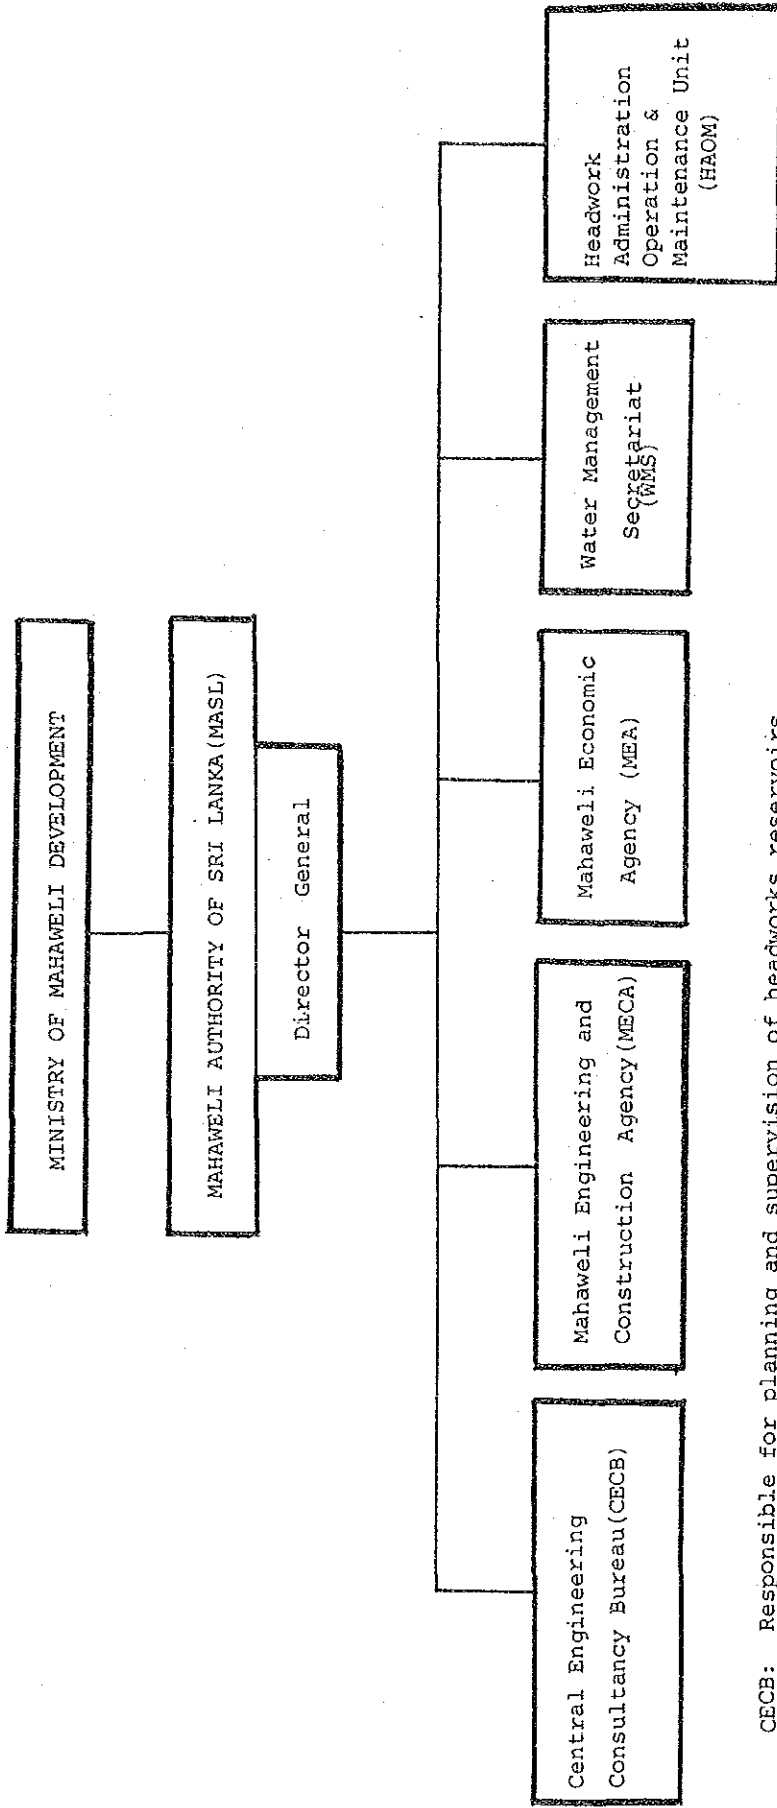 MINISTRY OF MAHAWELI DEVELOPMENT
MAHAWELI AUTHORITY OF SRI LANKA(MASL)
Director General
Central Engineering
Consultancy Bureau(CECB)
Mahaweli Engineering and
Construction Agency(MECA)
Mahaweli Economic
Agency (MEA)
Water Management
Secretariat
(WMS)
Headwork
Administration
Operation &
Maintenance Unit
(HAOM)
CECB: Responsible for planning and supervision of headworks reservoirs